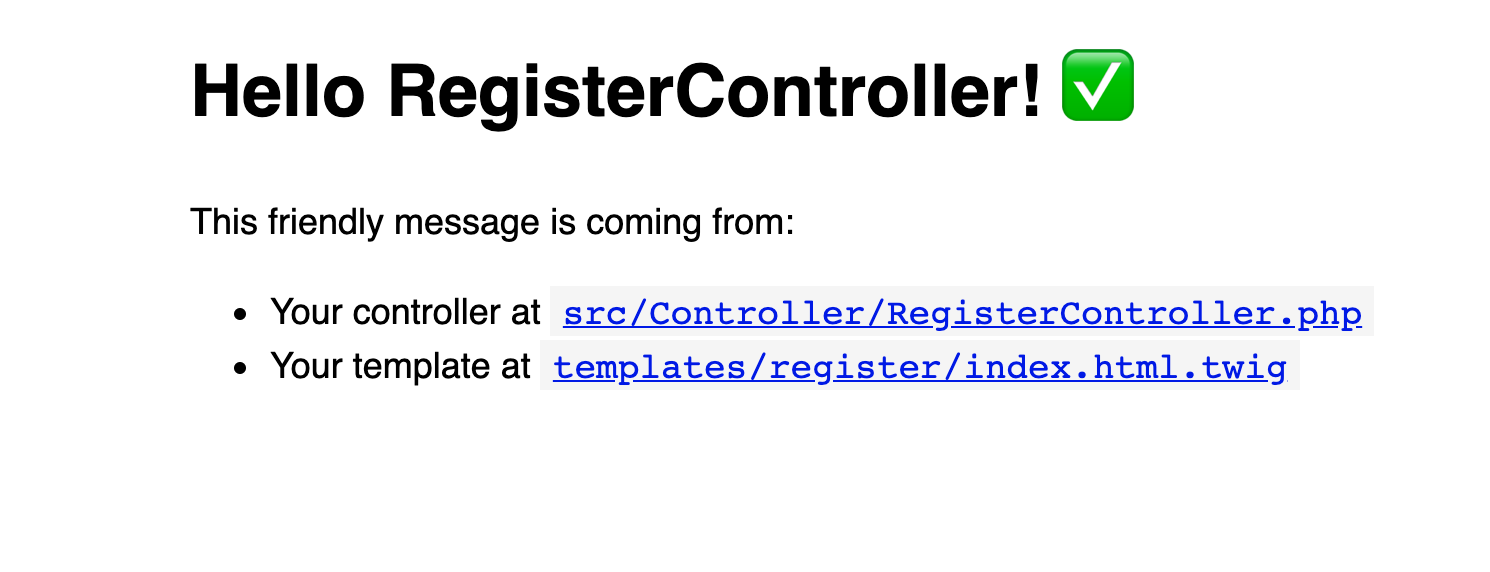 Hello RegisterController! ✅
This friendly message is coming from:
• Your controller at src/Controller/RegisterController.php
• Your template at templates/register/index.html.twig